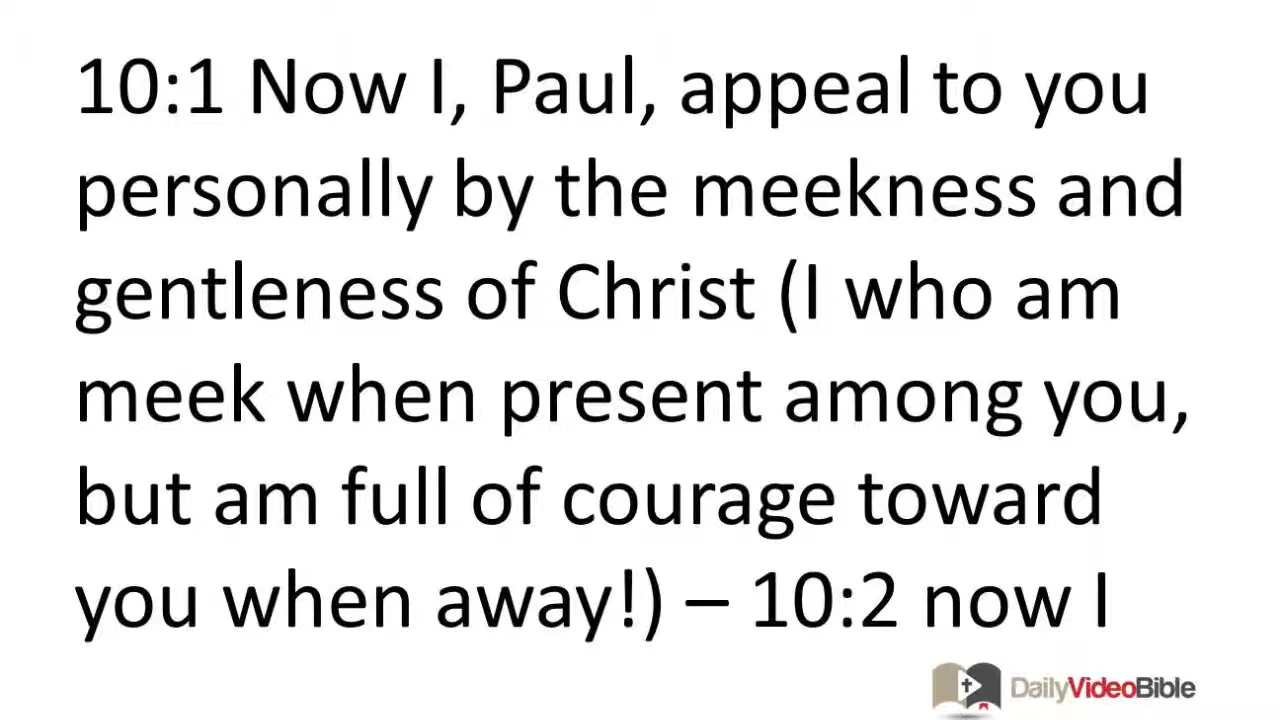 10:1 Now I, Paul, appeal to you
personally by the meekness and
gentleness of Christ (I who am
meek when present among you,
but am full of courage toward
you when away!) – 10:2 now I
DailyVideoBible